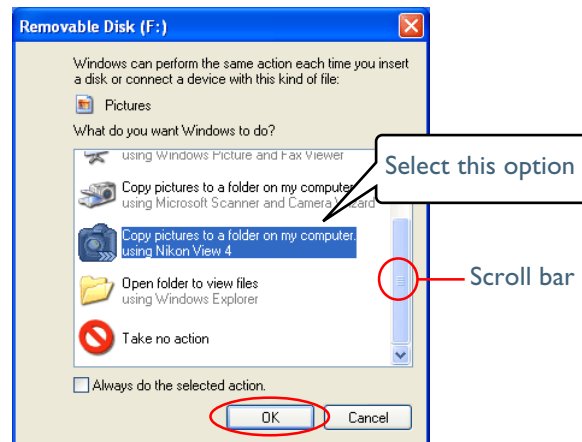 Removable Disk (F:)
Windows can perform the same action each time you insert
a disk or connect a device with this kind of file:
Pictures
What do you want Windows to do?
using Windows Picture and Fax Viewer
Select this option
Copy pictures to a folder on my computer
using Microsoft Scanner and Camera Wizard
Copy pictures to a folder on my computer.
using Nikon View 4
Scroll bar
Open folder to view files
using Windows Explorer
Take no action
Always do the selected action.
OK
Cancel